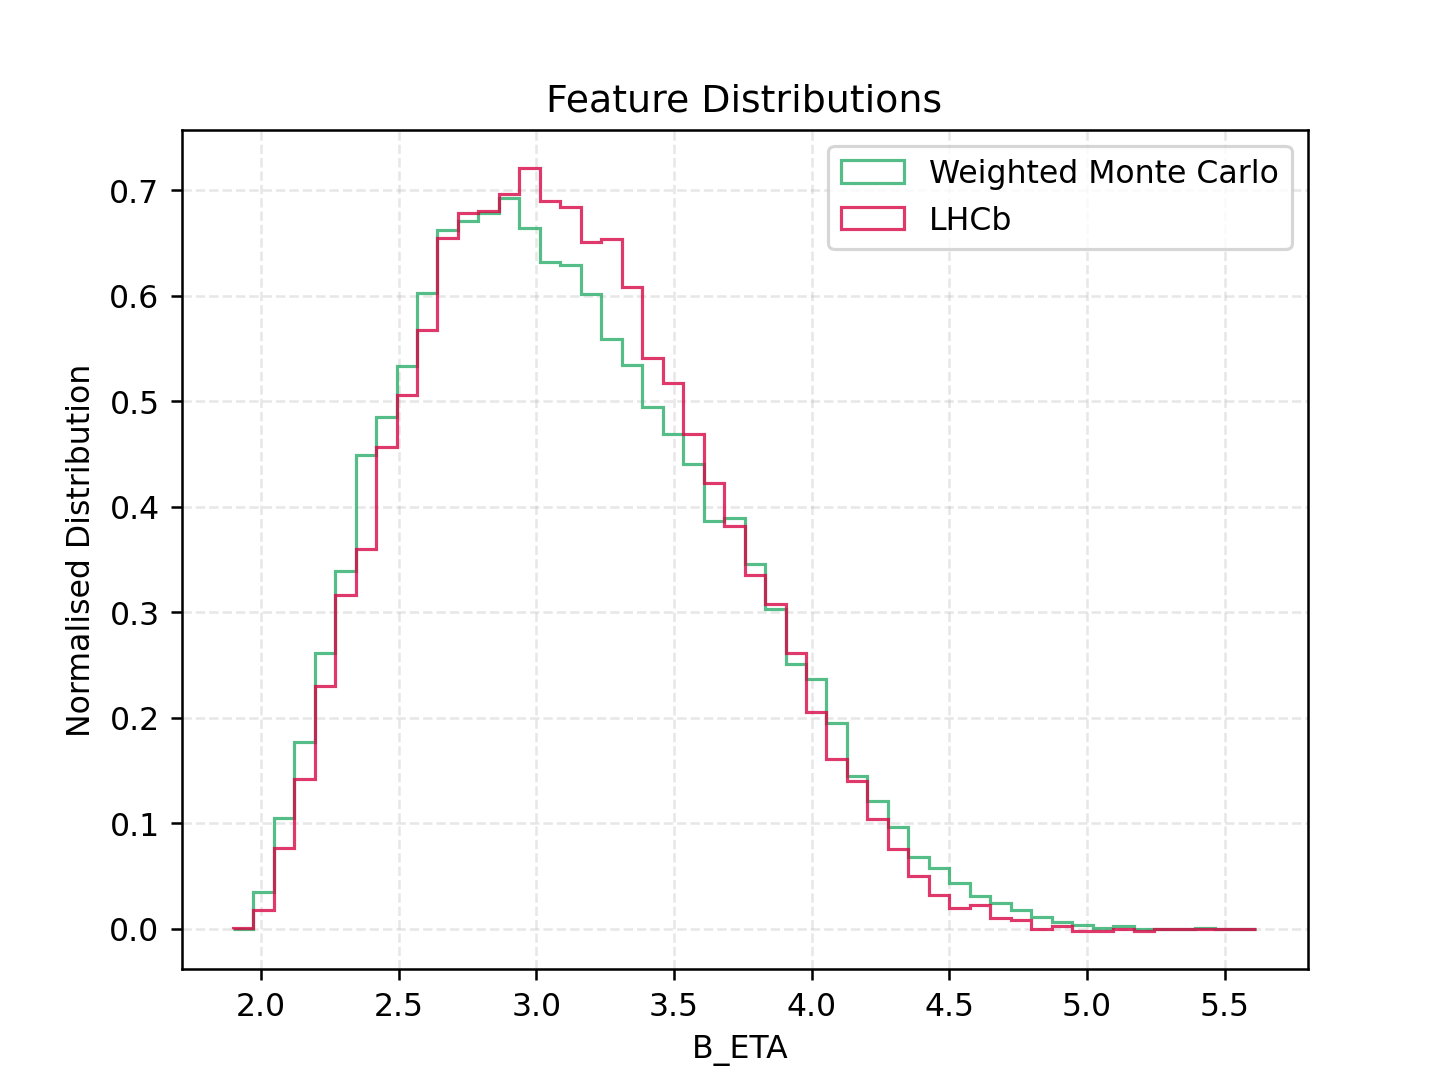 Feature Distributions
Weighted Monte Carlo
LHCb
Normalised Distribution
0.7
0.6
0.5
0.4
0.3
0.2
0.1
0.0
2.0 2.5 3.0 3.5 4.0 4.5 5.0 5.5
B_ETA